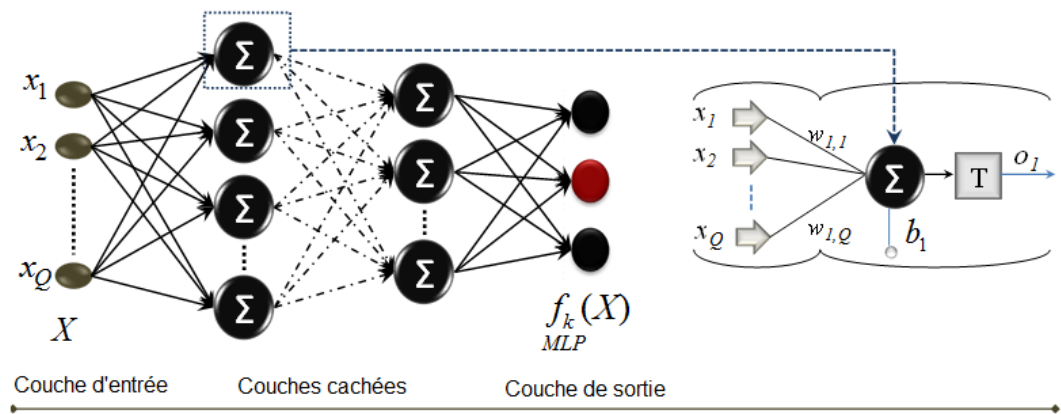 x1
x2
xQ
X
Σ
Σ
Σ
Σ
Σ
Σ
Σ
fk(X)
MLP
x1
x2
xQ
w1,1
w1,Q
Σ
b1
T
o1
Couche d'entrée
Couches cachées
Couche de sortie